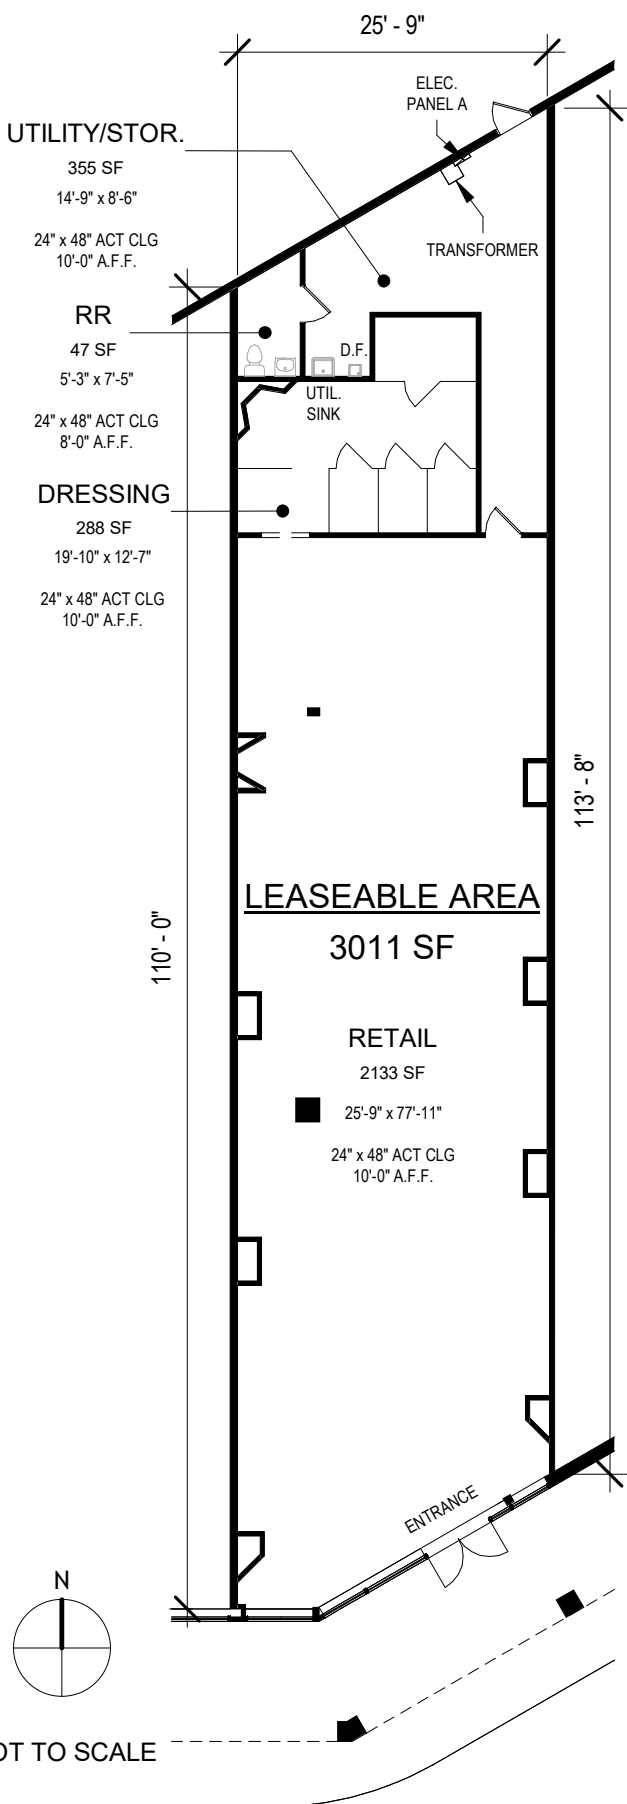 25' - 9"
ELEC.
PANEL A
UTILITY/STOR.
355 SF
14'-9" x 8'-6"
24" x 48" ACT CLG
10'-0" A.F.F.
TRANSFORMER
RR
47 SF
5'-3" x 7'-5"
24" x 48" ACT CLG
8'-0" A.F.F.
D.F.
UTIL.
SINK
DRESSING
288 SF
19'-10" x 12'-7"
24" x 48" ACT CLG
10'-0" A.F.F.
113' - 8"
LEASEABLE AREA
3011 SF
110' - 0"
RETAIL
2133 SF
25'-9" x 77'-11"
24" x 48" ACT CLG
10'-0" A.F.F.
ENTRANCE
N
OT TO SCALE